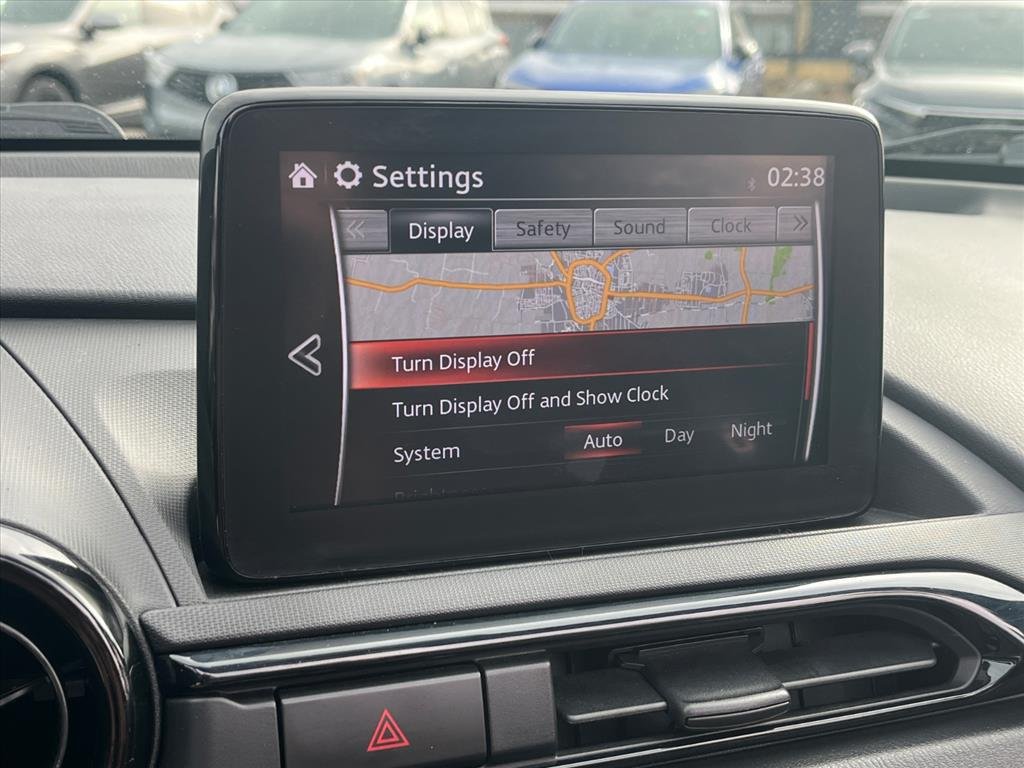 Settings 02:38
Display Safety Sound Clock
Turn Display Off
Turn Display Off and Show Clock
System Auto Day Night